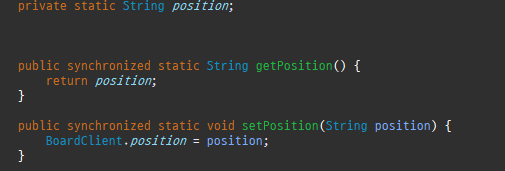 private static String position;
public synchronized static String getPosition() {
return position;
}
public synchronized static void setPosition(String position) {
BoardClient.position = position;
}